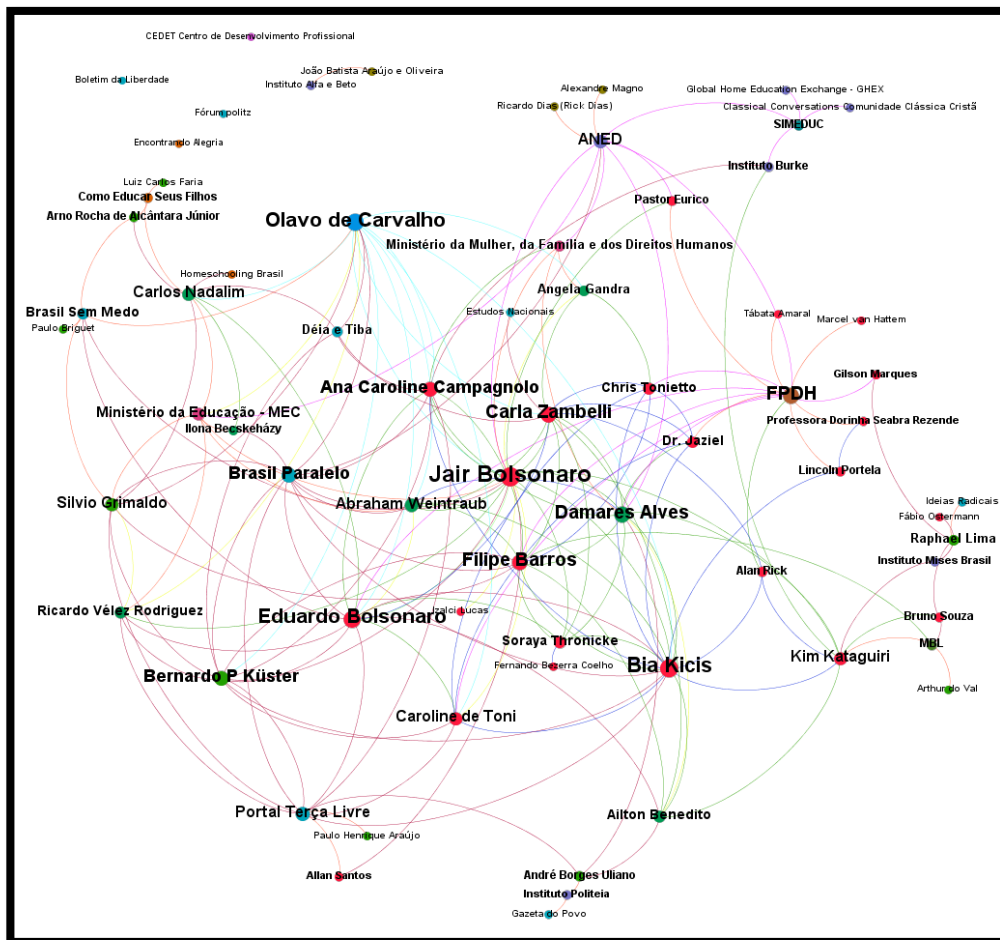 CEDET Centro de Desenvolvimento Profissional
João Batista Araújo e Oliveira
Boletim da Liberdade
Instituto Alfa e Beto
Alexandre Magno
Global Home Education Exchange - GHEX
Ricardo Dias (Rick Dias)
Classical Conversations Comunidade Clássica Cristã
Fórum politz
SIMEDUC
ANED
Encontrando Alegria
Instituto Burke
Luiz Carlos Faria
Como Educar Seus Filhos
Pastor Eurico
Arno Rocha de Alcântara Júnior
Olavo de Carvalho
Ministério da Mulher, da Família e dos Direitos Humanos
Homeschooling Brasil
Carlos Nadalim
Angela Gandra
Brasil Sem Medo
Estudos Nacionais
Tábata Amaral
Marcel van Hattem
Paulo Briguet
Déia e Tiba
Gilson Marques
Ana Caroline Campagnolo
Chris Tonietto
FPDH
Ministério da Educação - MEC
Carla Zambelli
Professora Dorinha Seabra Rezende
Ilona Becskeházy
Dr. Jaziel
Brasil Paralelo
Jair Bolsonaro
Lincoln Portela
Silvio Grimaldo
Abraham Weintraub
Damares Alves
Ideias Radicais
Fábio Ostermann
Raphael Lima
Filipe Barros
Alan Rick
Instituto Mises Brasil
Ricardo Vélez Rodriguez
Eduardo Bolsonaro
Izalci Lucas
Bruno Souza
Soraya Thronicke
MBL
Bernardo P Küster
Fernando Bezerra Coelho
Bia Kicis
Kim Kataguiri
Arthur do Val
Caroline de Toni
Portal Terça Livre
Ailton Benedito
Paulo Henrique Araújo
Allan Santos
André Borges Uliano
Instituto Politeia
Gazeta do Povo